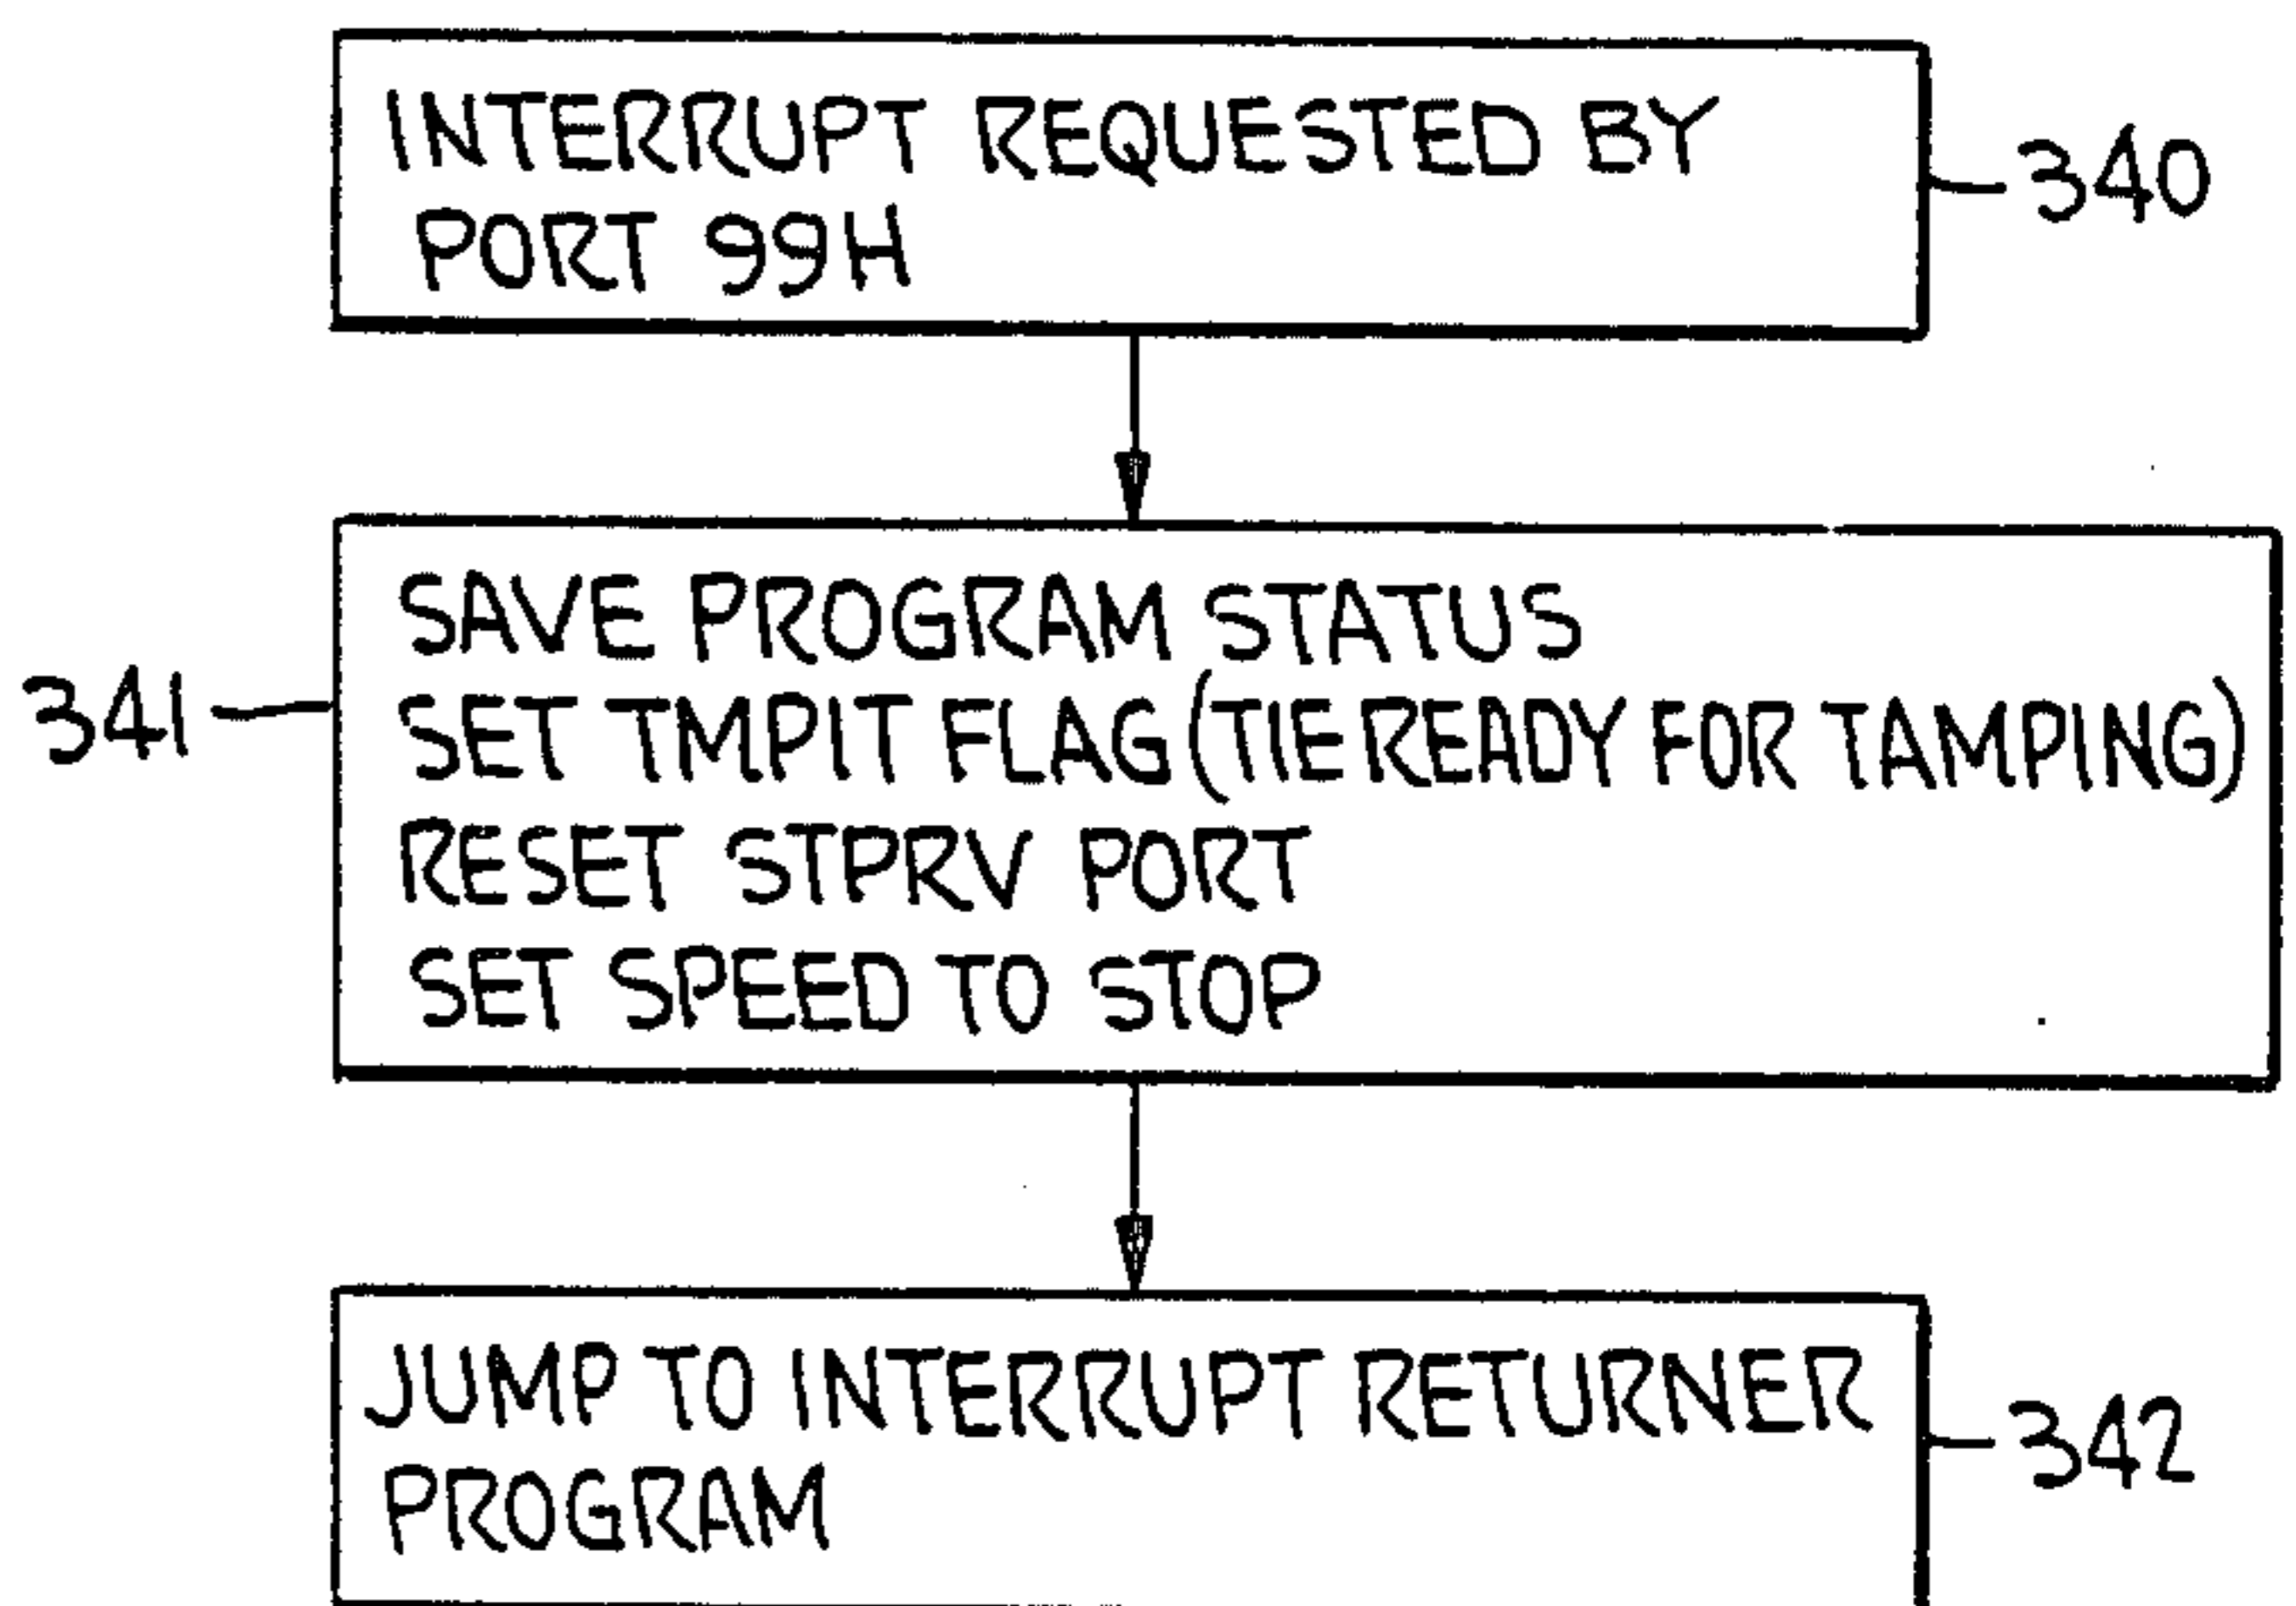 INTERRUPT REQUESTED BY
PORT 99H
340
341
SAVE PROGRAM STATUS
SET TMPIT FLAG (TIE READY FOR TAMPING)
RESET STPRV PORT
SET SPEED TO STOP
JUMP TO INTERRUPT RETURNER
PROGRAM
342